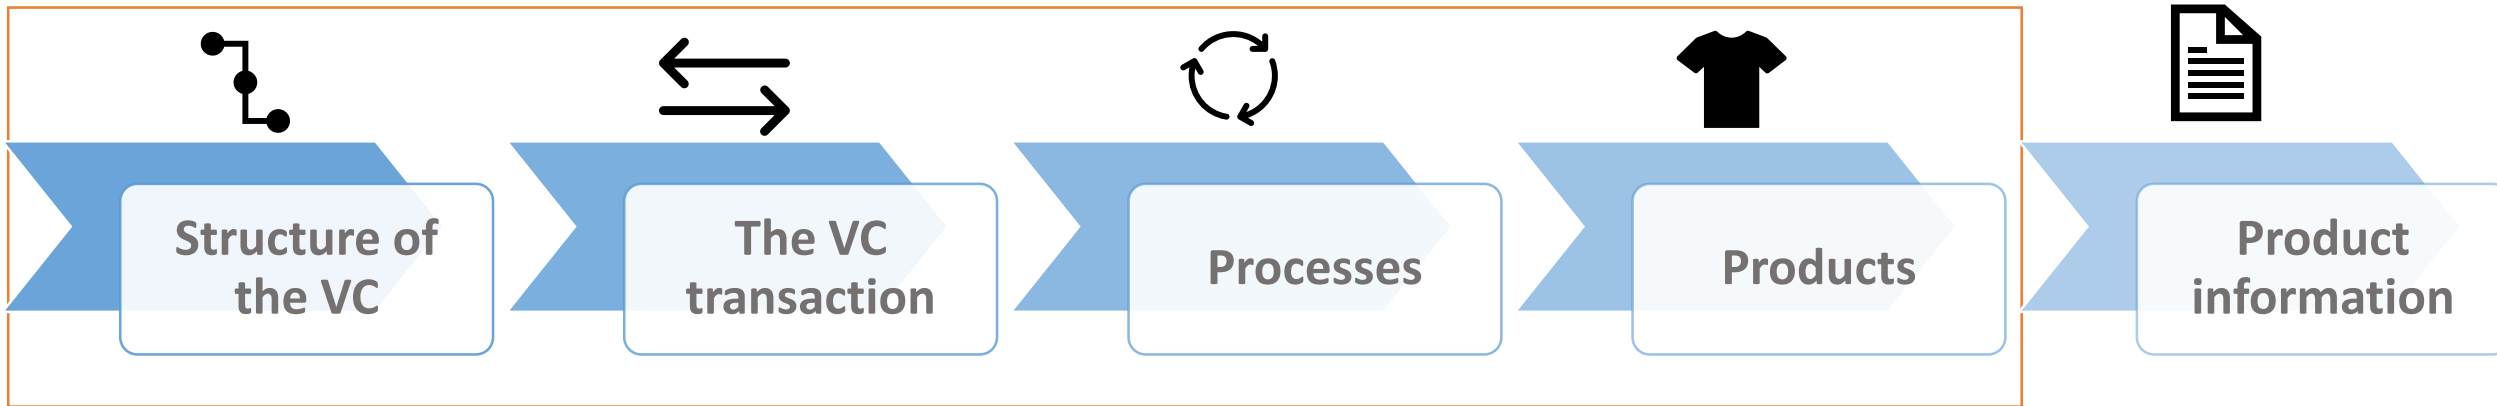 Structure of
the VC
The VC
transaction
Processes
Products
Product
information